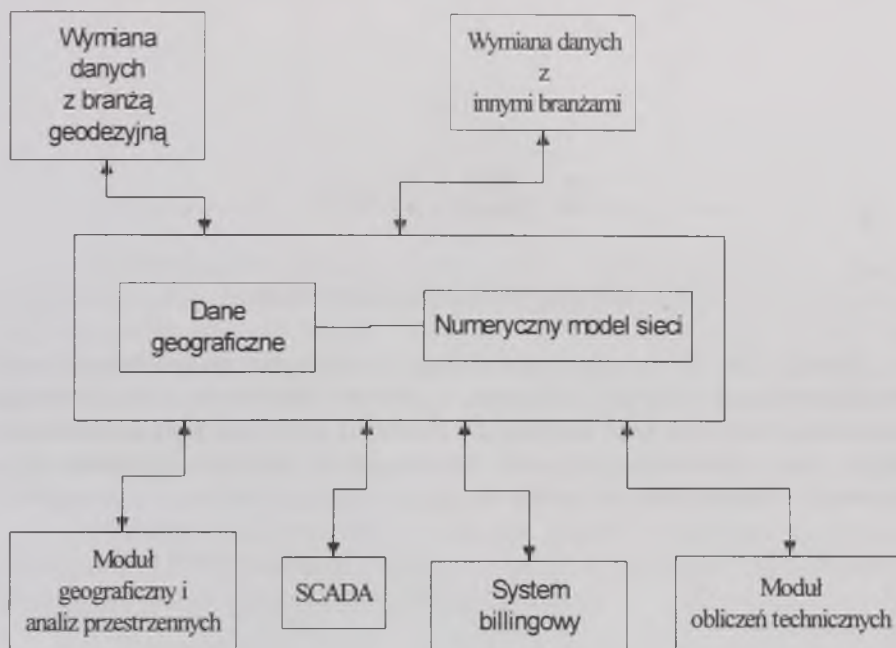 Wymiana
danych
z branżą
geodezyjną
Wymiana danych
z
innymi branżami
Dane
geograficzne
Numeryczny model sieci
Moduł
geograficzny i
analiz przestrzennych
SCADA
System
billingowy
Moduł
obliczeń technicznych